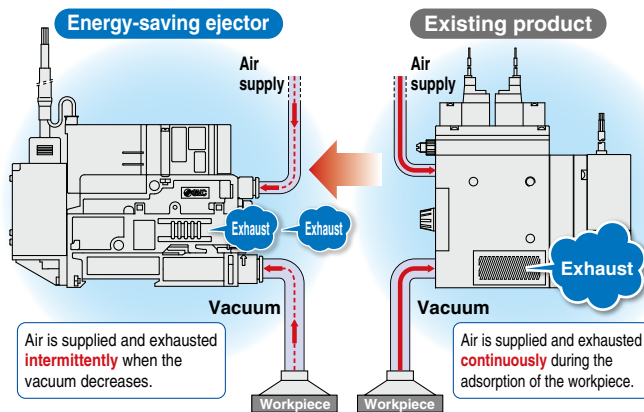 Energy-saving ejector
Existing product
Air
supply
Air
supply
SMC
Exhaust
Exhaust
Exhaust
Vacuum
Vacuum
Air is supplied and exhausted
intermittently when the
vacuum decreases.
Air is supplied and exhausted
continuously during the
adsorption of the workpiece.
Workpiece
Workpiece